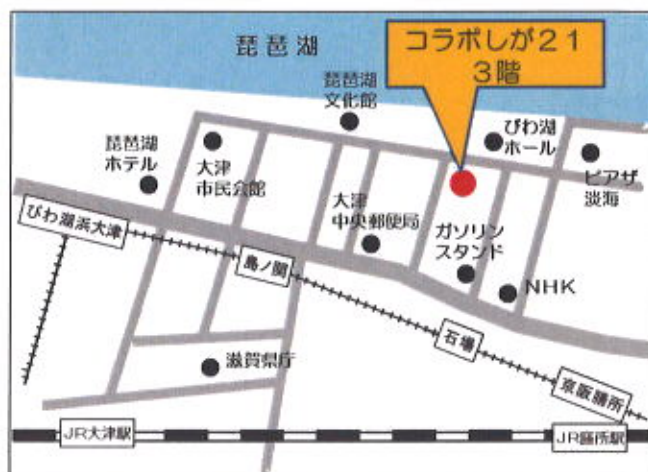 琵琶湖
コラボしが２１
３階
琵琶湖
文化館
びわ湖
ホール
琵琶湖
ホテル
大津
市民会館
ピアザ
淡海
大津
中央郵便局
ガソリン
スタンド
びわ湖浜大津
島ノ関
NHK
石場
滋賀県庁
京阪膳所
JR大津駅
JR膳所駅